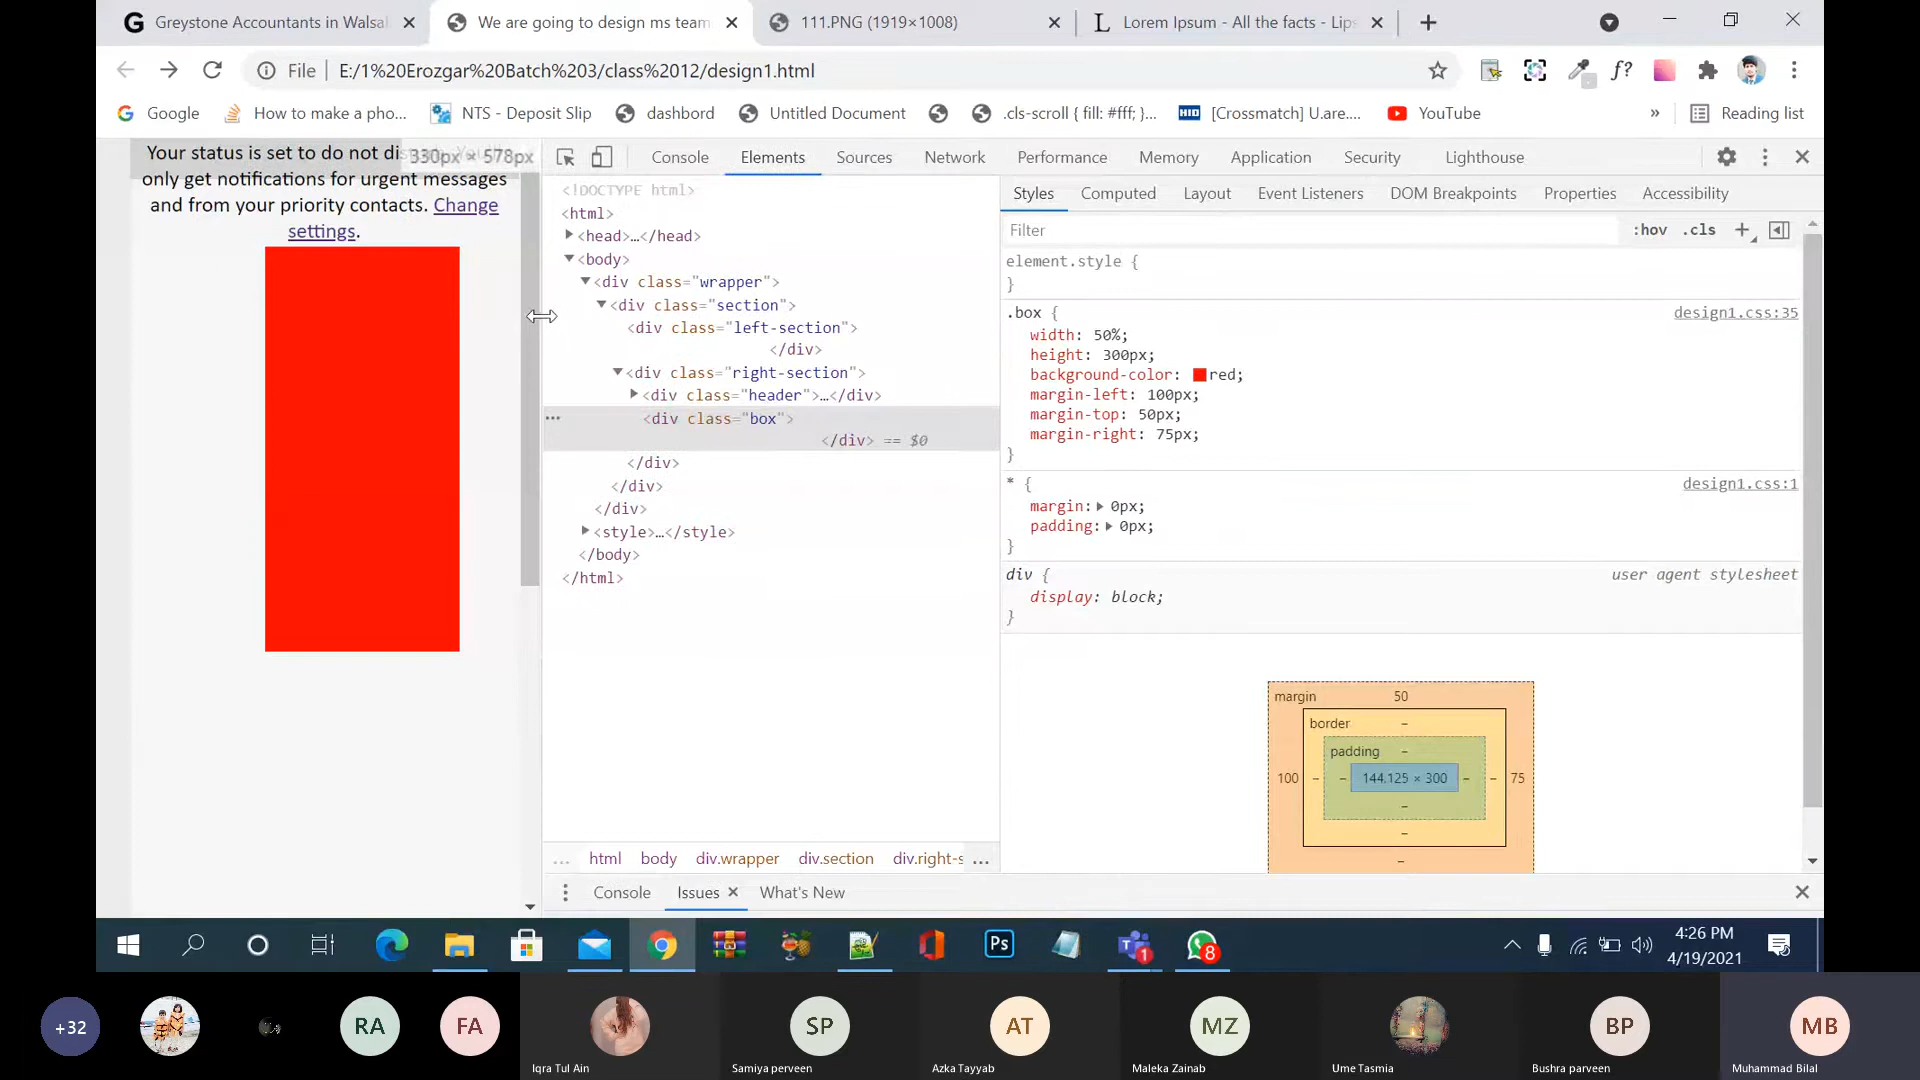 Greystone Accountants in Walsal
We are going to design ms team
111.PNG (1919×1008)
Lorem Ipsum - All the facts - Lips
File
E:/1%20Erozgar%20Batch%203/class%2012/design1.html
f?
Google
How to make a pho...
NTS - Deposit Slip
dashbord
Untitled Document
.cls-scroll { fill: #fff; }...
HID
[Crossmatch] U.are....
YouTube
»
Reading list
Your status is set to do not di
330px × 578px
only get notifications for urgent messages
and from your priority contacts. Change
settings.
Console
Elements
Sources
Network
Performance
Memory
Application
Security
Lighthouse
<!DOCTYPE html>
<html>
<head>…</head>
<body>
<div class="wrapper">
<div class="section">
<div class="left-section">
</div>
<div class="right-section">
<div class="header">…</div>
<div class="box">
</div> == $0
</div>
</div>
</div>
<style>…</style>
</body>
</html>
Styles
Computed
Layout
Event Listeners
DOM Breakpoints
Properties
Accessibility
Filter
:hov
.cls
element.style {
}
.box {
design1.css:35
width: 50%;
height: 300px;
background-color: red;
margin-left: 100px;
margin-top: 50px;
margin-right: 75px;
}
* {
design1.css:1
margin: 0px;
padding: 0px;
}
div {
user agent stylesheet
display: block;
}
margin
50
border
–
padding
–
100
–
–
144.125 × 300
–
–
75
–
–
–
... html body div.wrapper div.section div.right-s ...
Console
Issues
What's New
Ps
1
8
4:26 PM
4/19/2021
+32
RA
FA
SP
AT
MZ
BP
MB
Iqra Tul Ain
Samiya perveen
Azka Tayyab
Maleka Zainab
Ume Tasmia
Bushra parveen
Muhammad Bilal